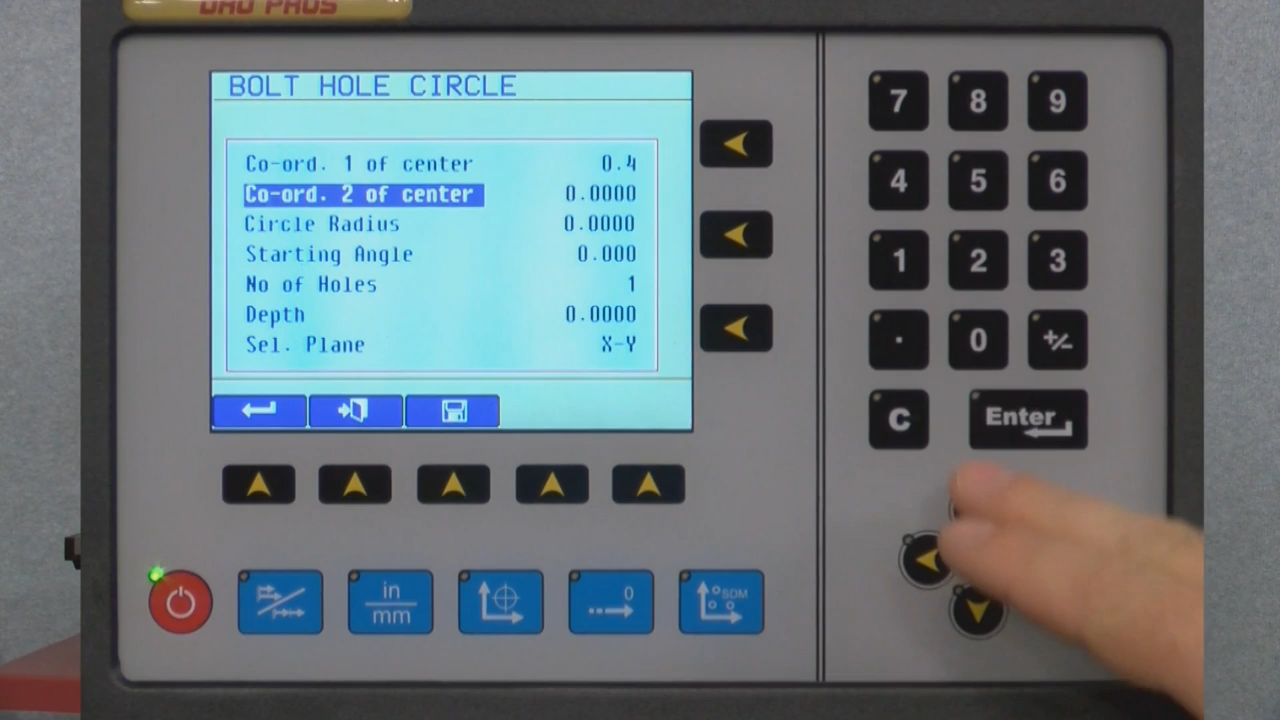 DRO PROS
BOLT HOLE CIRCLE
Co-ord. 1 of center 0.4
Co-ord. 2 of center 0.0000
Circle Radius 0.0000
Starting Angle 0.000
No of Holes 1
Depth 0.0000
Sel. Plane X-Y
7 8 9
4 5 6
1 2 3
. 0 +/-
C Enter
in
mm
0
SDM